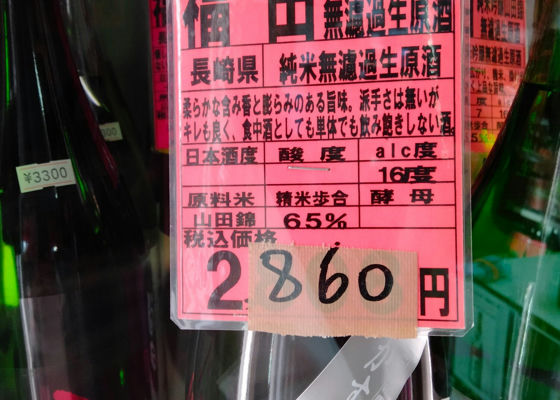 福田 無濾過生原酒
長崎県 純米無濾過生原酒
柔らかな含み香と膨らみのある旨味。派手さは無いが
キレも良く、食中酒としても単体でも飲み飽きしない酒。
日本酒度 酸度 alc度
16度
原料米 精米歩合 酵母
山田錦 65%
税込価格
2,860円
¥3300